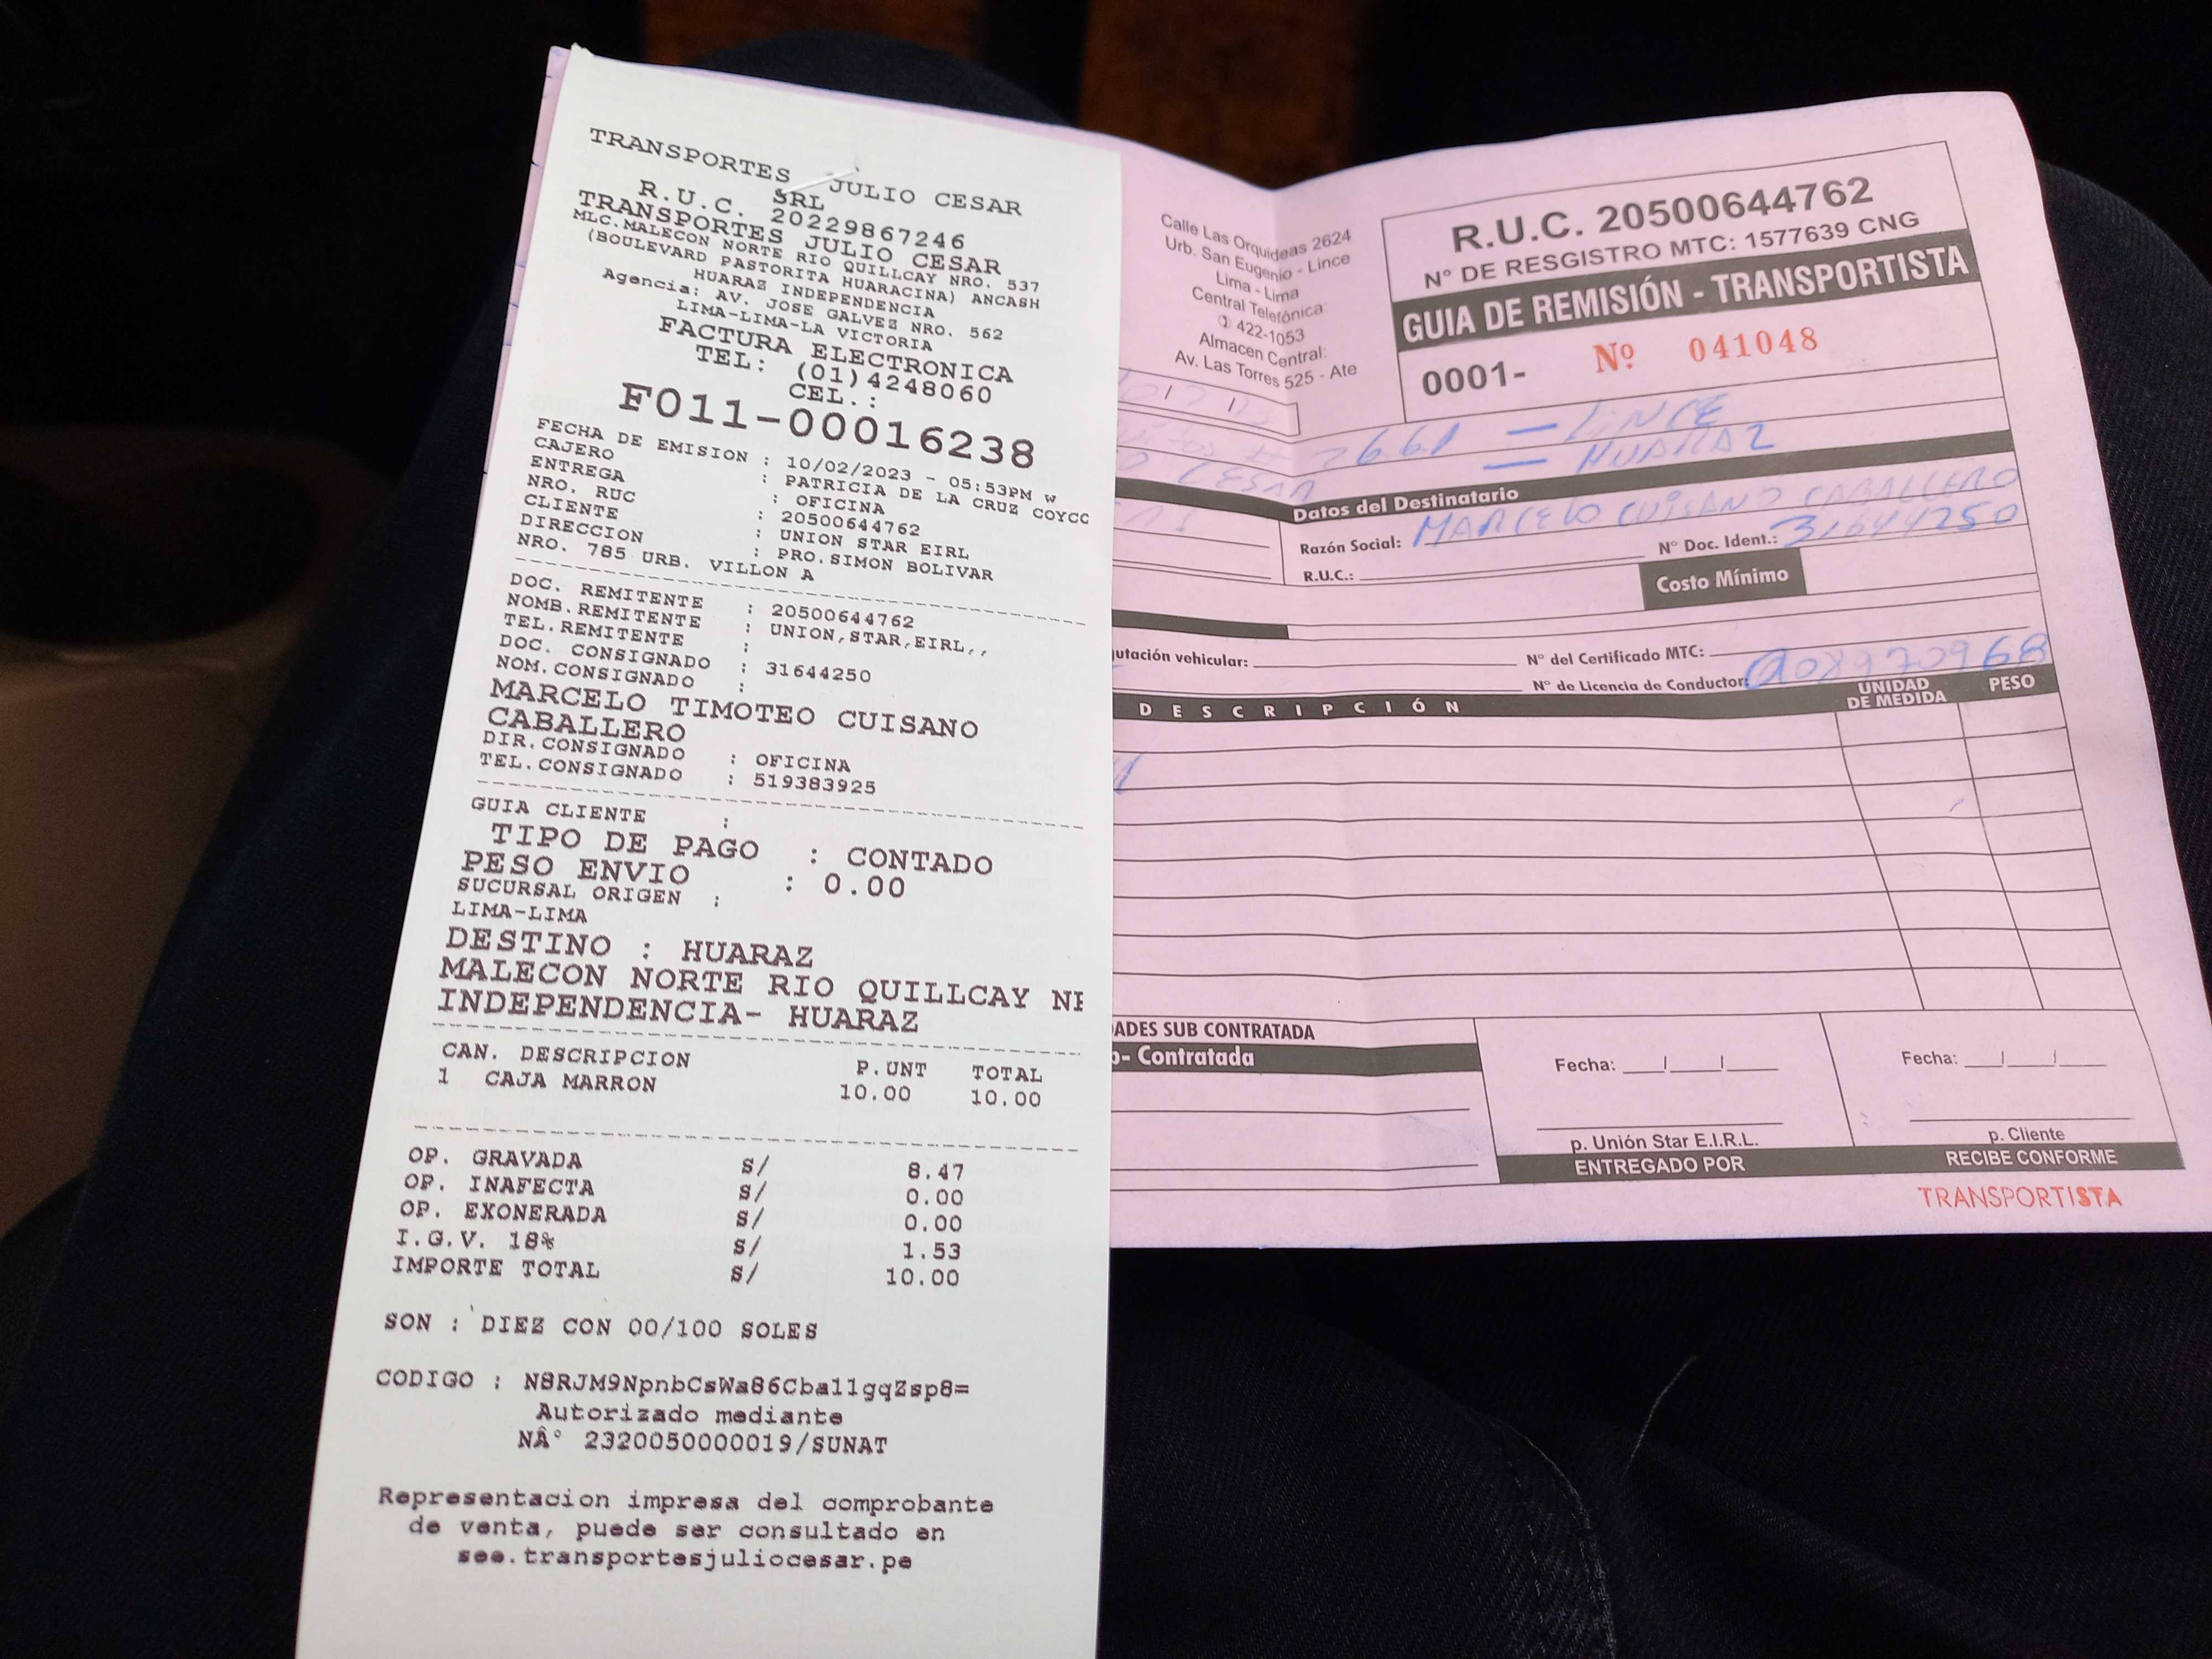 TRANSPORTES JULIO CESAR
SRL
R.U.C. 20229867246
TRANSPORTES JULIO CESAR
MLC.MALECON NORTE RIO QUILLCAY NRO. 537
(BOULEVARD PASTORITA HUARACINA) ANCASH
HUARAZ INDEPENDENCIA
Agencia: AV. JOSE GALVEZ NRO. 562
LIMA-LIMA-LA VICTORIA
FACTURA ELECTRONICA
TEL: (01)4248060
CEL.:
F011-00016238
FECHA DE EMISION : 10/02/2023 - 05:53PM W
CAJERO : PATRICIA DE LA CRUZ COYCC
ENTREGA : OFICINA
NRO. RUC : 20500644762
CLIENTE : UNION STAR EIRL
DIRECCION : PRO.SIMON BOLIVAR
NRO. 785 URB. VILLON A
DOC. REMITENTE : 20500644762
NOMB.REMITENTE : UNION,STAR,EIRL,,
TEL.REMITENTE :
DOC. CONSIGNADO : 31644250
NOM.CONSIGNADO :
MARCELO TIMOTEO CUISANO
CABALLERO
DIR.CONSIGNADO : OFICINA
TEL.CONSIGNADO : 519383925
GUIA CLIENTE :
TIPO DE PAGO : CONTADO
PESO ENVIO : 0.00
SUCURSAL ORIGEN :
LIMA-LIMA
DESTINO : HUARAZ
MALECON NORTE RIO QUILLCAY
INDEPENDENCIA- HUARAZ
CAN. DESCRIPCION P.UNT TOTAL
1 CAJA MARRON 10.00 10.00
OP. GRAVADA S/ 8.47
OP. INAFECTA S/ 0.00
OP. EXONERADA S/ 0.00
I.G.V. 18% S/ 1.53
IMPORTE TOTAL S/ 10.00
SON : DIEZ CON 00/100 SOLES
CODIGO : N8RJM9NpnbCsWa86Cba11gqZsp8=
Autorizado mediante
NÂ° 2320050000019/SUNAT
Representacion impresa del comprobante
de venta, puede ser consultado en
see.transportesjuliocesar.pe
Calle Las Orquideas 2624
Urb. San Eugenio - Lince
Lima - Lima
Central Telefónica
422-1053
Almacen Central:
Av. Las Torres 525 - Ate
R.U.C. 20500644762
N° DE RESGISTRO MTC: 1577639 CNG
GUIA DE REMISIÓN - TRANSPORTISTA
0001- Nº 041048
2661 - LINCE
CESAR - HUARAZ
Datos del Destinatario
Razón Social: MARCELO CUISANO CABALLERO
R.U.C.: N° Doc. Ident.: 31644250
Costo Mínimo
utación vehicular: N° del Certificado MTC:
N° de Licencia de Conductor: Q08970968
DESCRIPCIÓN UNIDAD DE MEDIDA PESO
ADES SUB CONTRATADA
- Contratada
Fecha: / /
p. Unión Star E.I.R.L.
ENTREGADO POR
Fecha: / /
p. Cliente
RECIBE CONFORME
TRANSPORTISTA